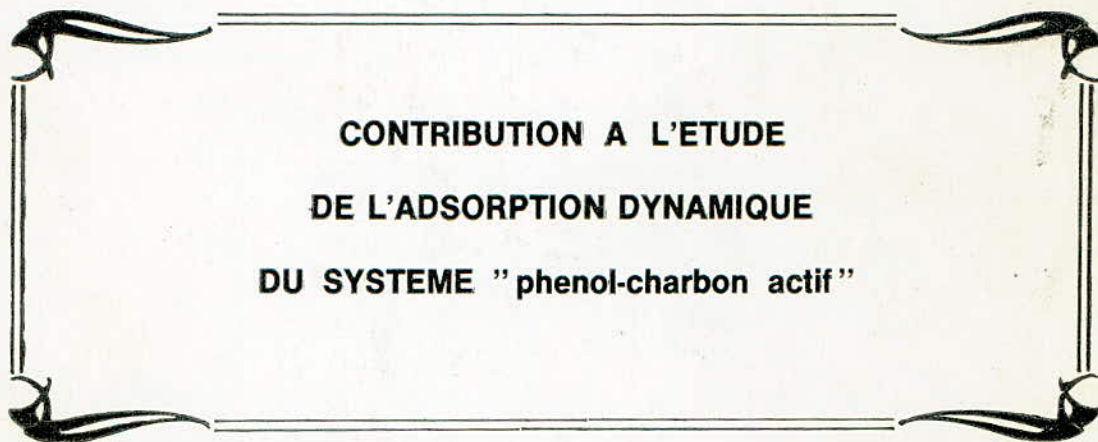 CONTRIBUTION A L'ETUDE
DE L'ADSORPTION DYNAMIQUE
DU SYSTEME "phenol-charbon actif"